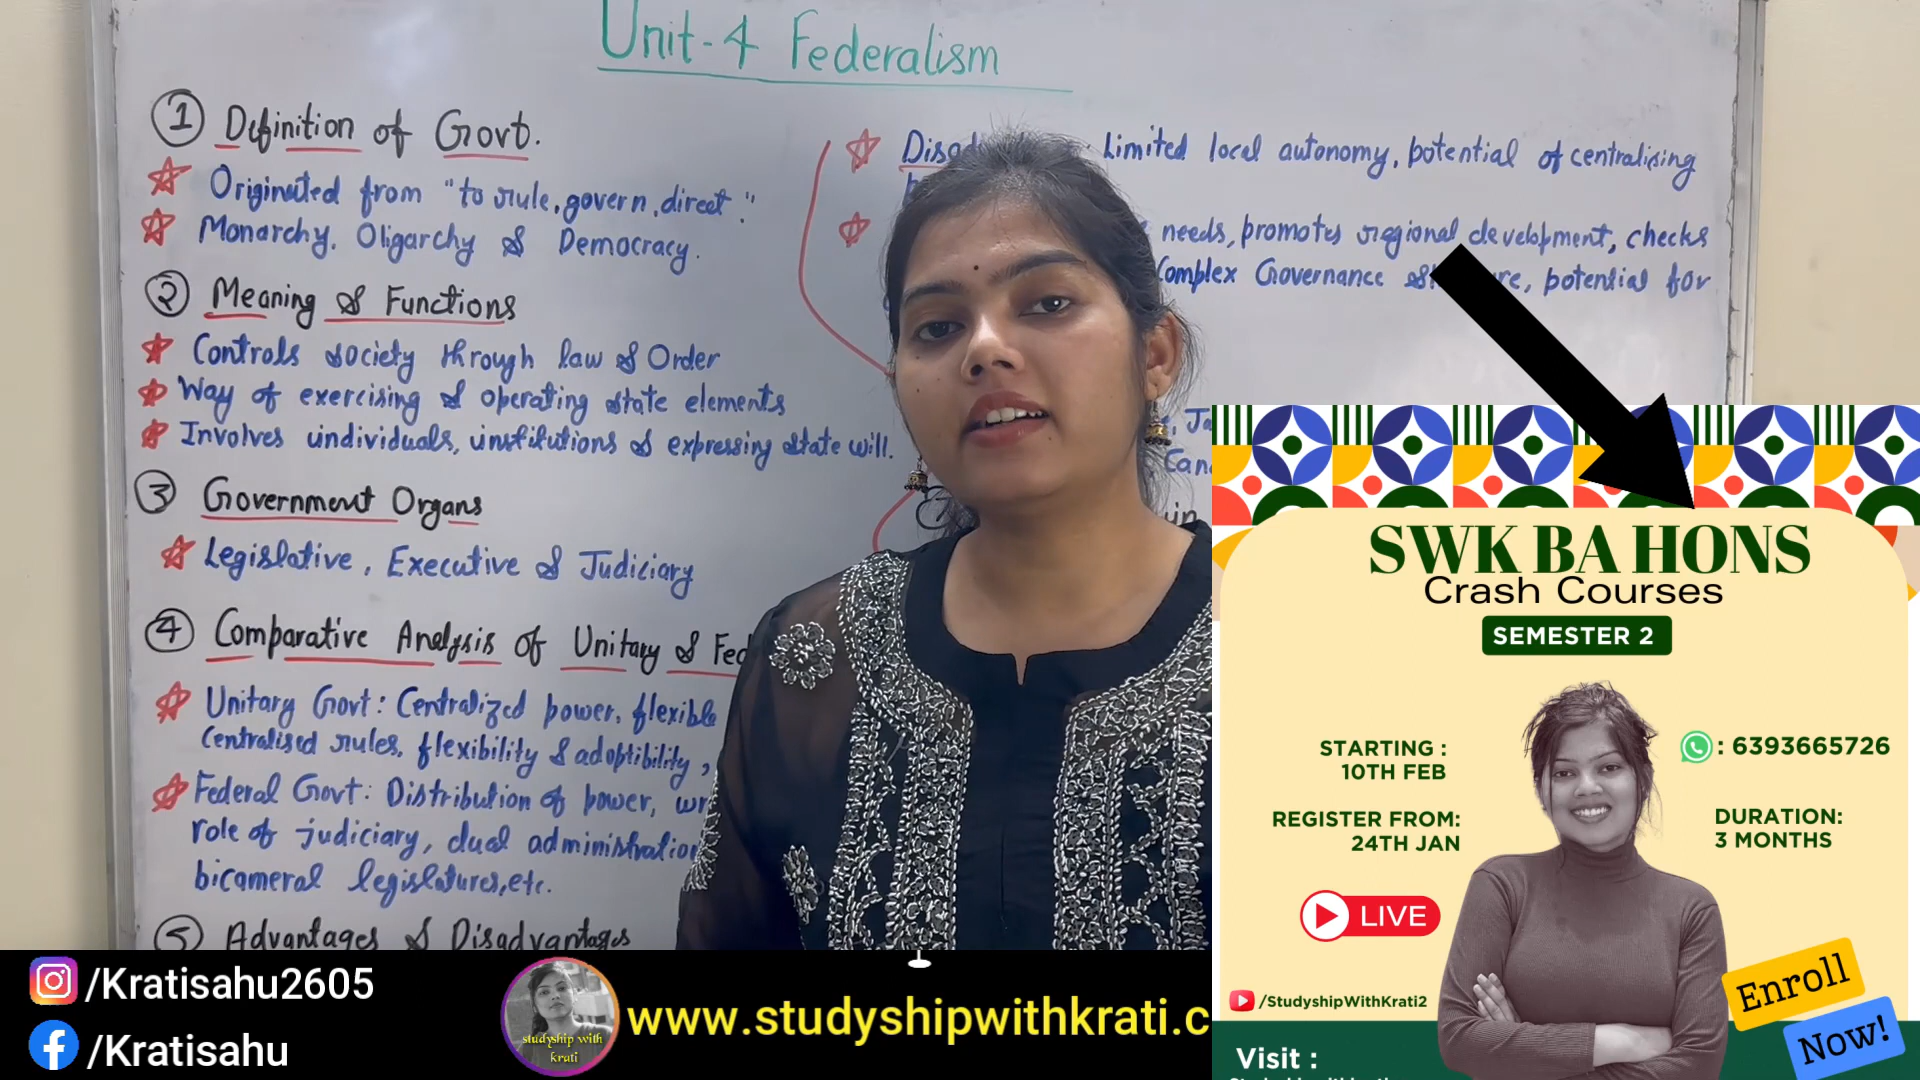 Unit-4 Federalism
① Definition of Govt.
Originated from "to rule, govern, direct."
Monarchy, Oligarchy & Democracy.
② Meaning & Functions
Controls society through law & Order
Way of exercising & operating state elements
Involves individuals, institutions & expressing state will.
③ Government Organs
Legislative, Executive & Judiciary
④ Comparative Analysis of Unitary & Fed
Unitary Govt: Centralized power, flexible
Centralised rules, flexibility & adoptibility,
Federal Govt: Distribution of power, wr
role of judiciary, dual administration
bicameral legislatures, etc.
5 Advantages & Disadvantages
Limited local autonomy, potential of centralising
needs, promotes regional development, checks
Complex Governance potential for
SWK BA HONS
Crash Courses
SEMESTER 2
STARTING :
10TH FEB
REGISTER FROM:
24TH JAN
: 6393665726
DURATION:
3 MONTHS
LIVE
/StudyshipWithKrati2
Enroll
Now!
Visit :
/Kratisahu2605
/Kratisahu
studyship with
krati
www.studyshipwithkrati.c